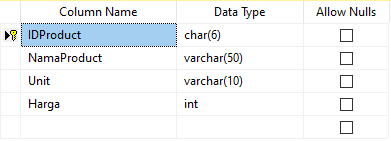 Column Name Data Type Allow Nulls
IDProduct char(6)
NamaProduct varchar(50)
Unit varchar(10)
Harga int